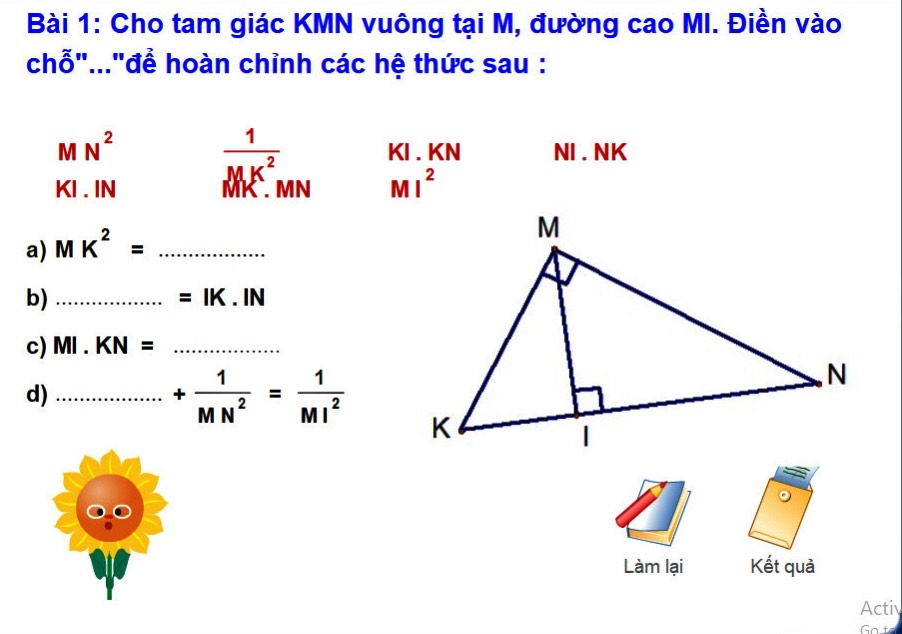 Bài 1: Cho tam giác KMN vuông tại M, đường cao MI. Điền vào
chỗ"..."để hoàn chỉnh các hệ thức sau :
MN² 1/MK² KI . KN NI . NK
KI . IN MK . MN MI²
a) MK² = ..................
b) .................. = IK . IN
c) MI . KN = ..................
d) .................. + 1/MN² = 1/MI²
M
N
K
I
Làm lại Kết quả